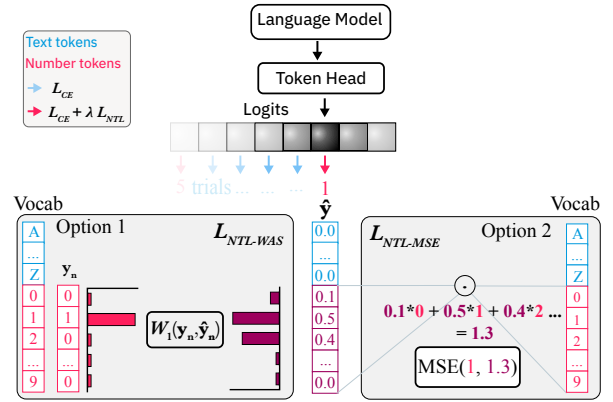 Language Model
Text tokens
Number tokens
L_CE
L_CE + λ L_NTL
Token Head
Logits
5 trials ... ... ... 1
ŷ
Vocab
Option 1
L_NTL-WAS
A
...
Z
0
1
2
...
9
y_n
0
1
0
0
0
W_1(y_n,ŷ_n)
0.0
...
0.0
0.1
0.5
0.4
...
0.0
Vocab
L_NTL-MSE
Option 2
0.1*0 + 0.5*1 + 0.4*2 ...
= 1.3
MSE(1, 1.3)
A
...
Z
0
1
2
...
9